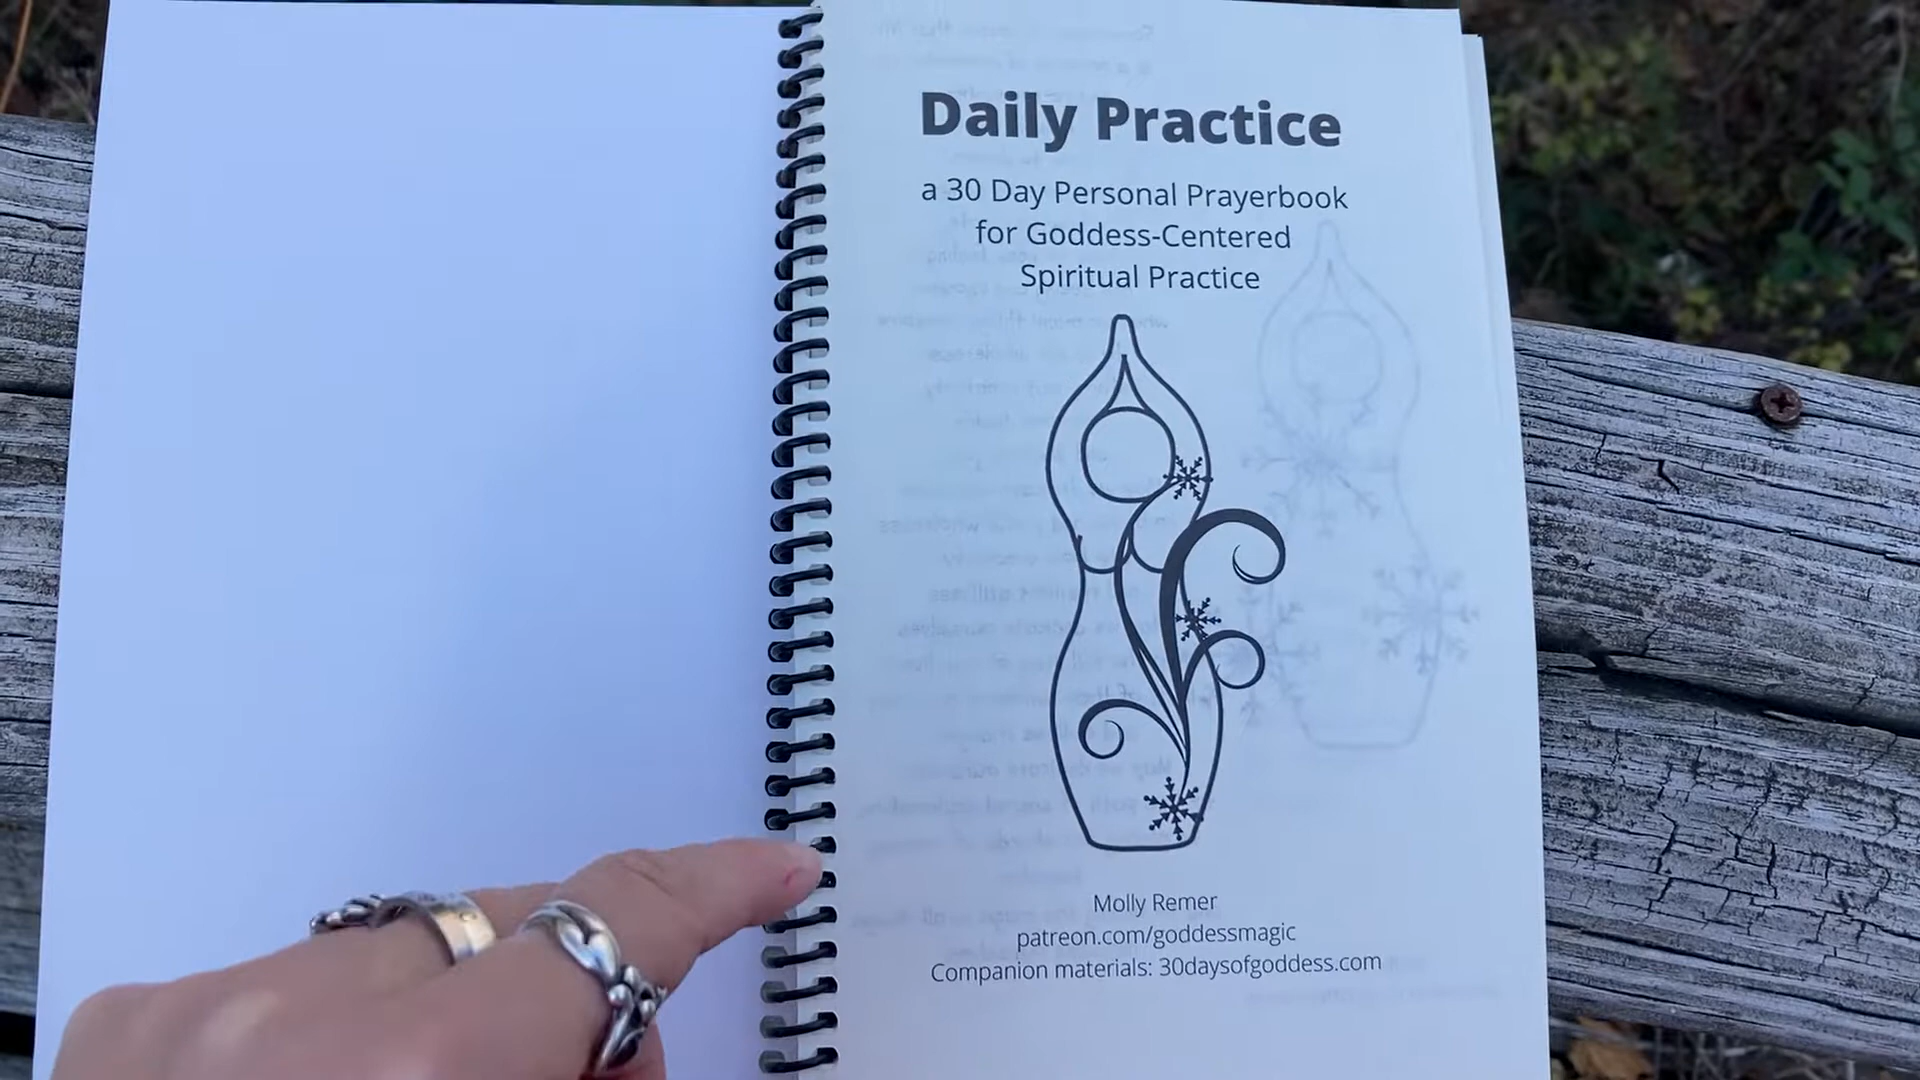 Daily Practice
a 30 Day Personal Prayerbook
for Goddess-Centered
Spiritual Practice
Molly Remer
patreon.com/goddessmagic
Companion materials: 30daysofgoddess.com